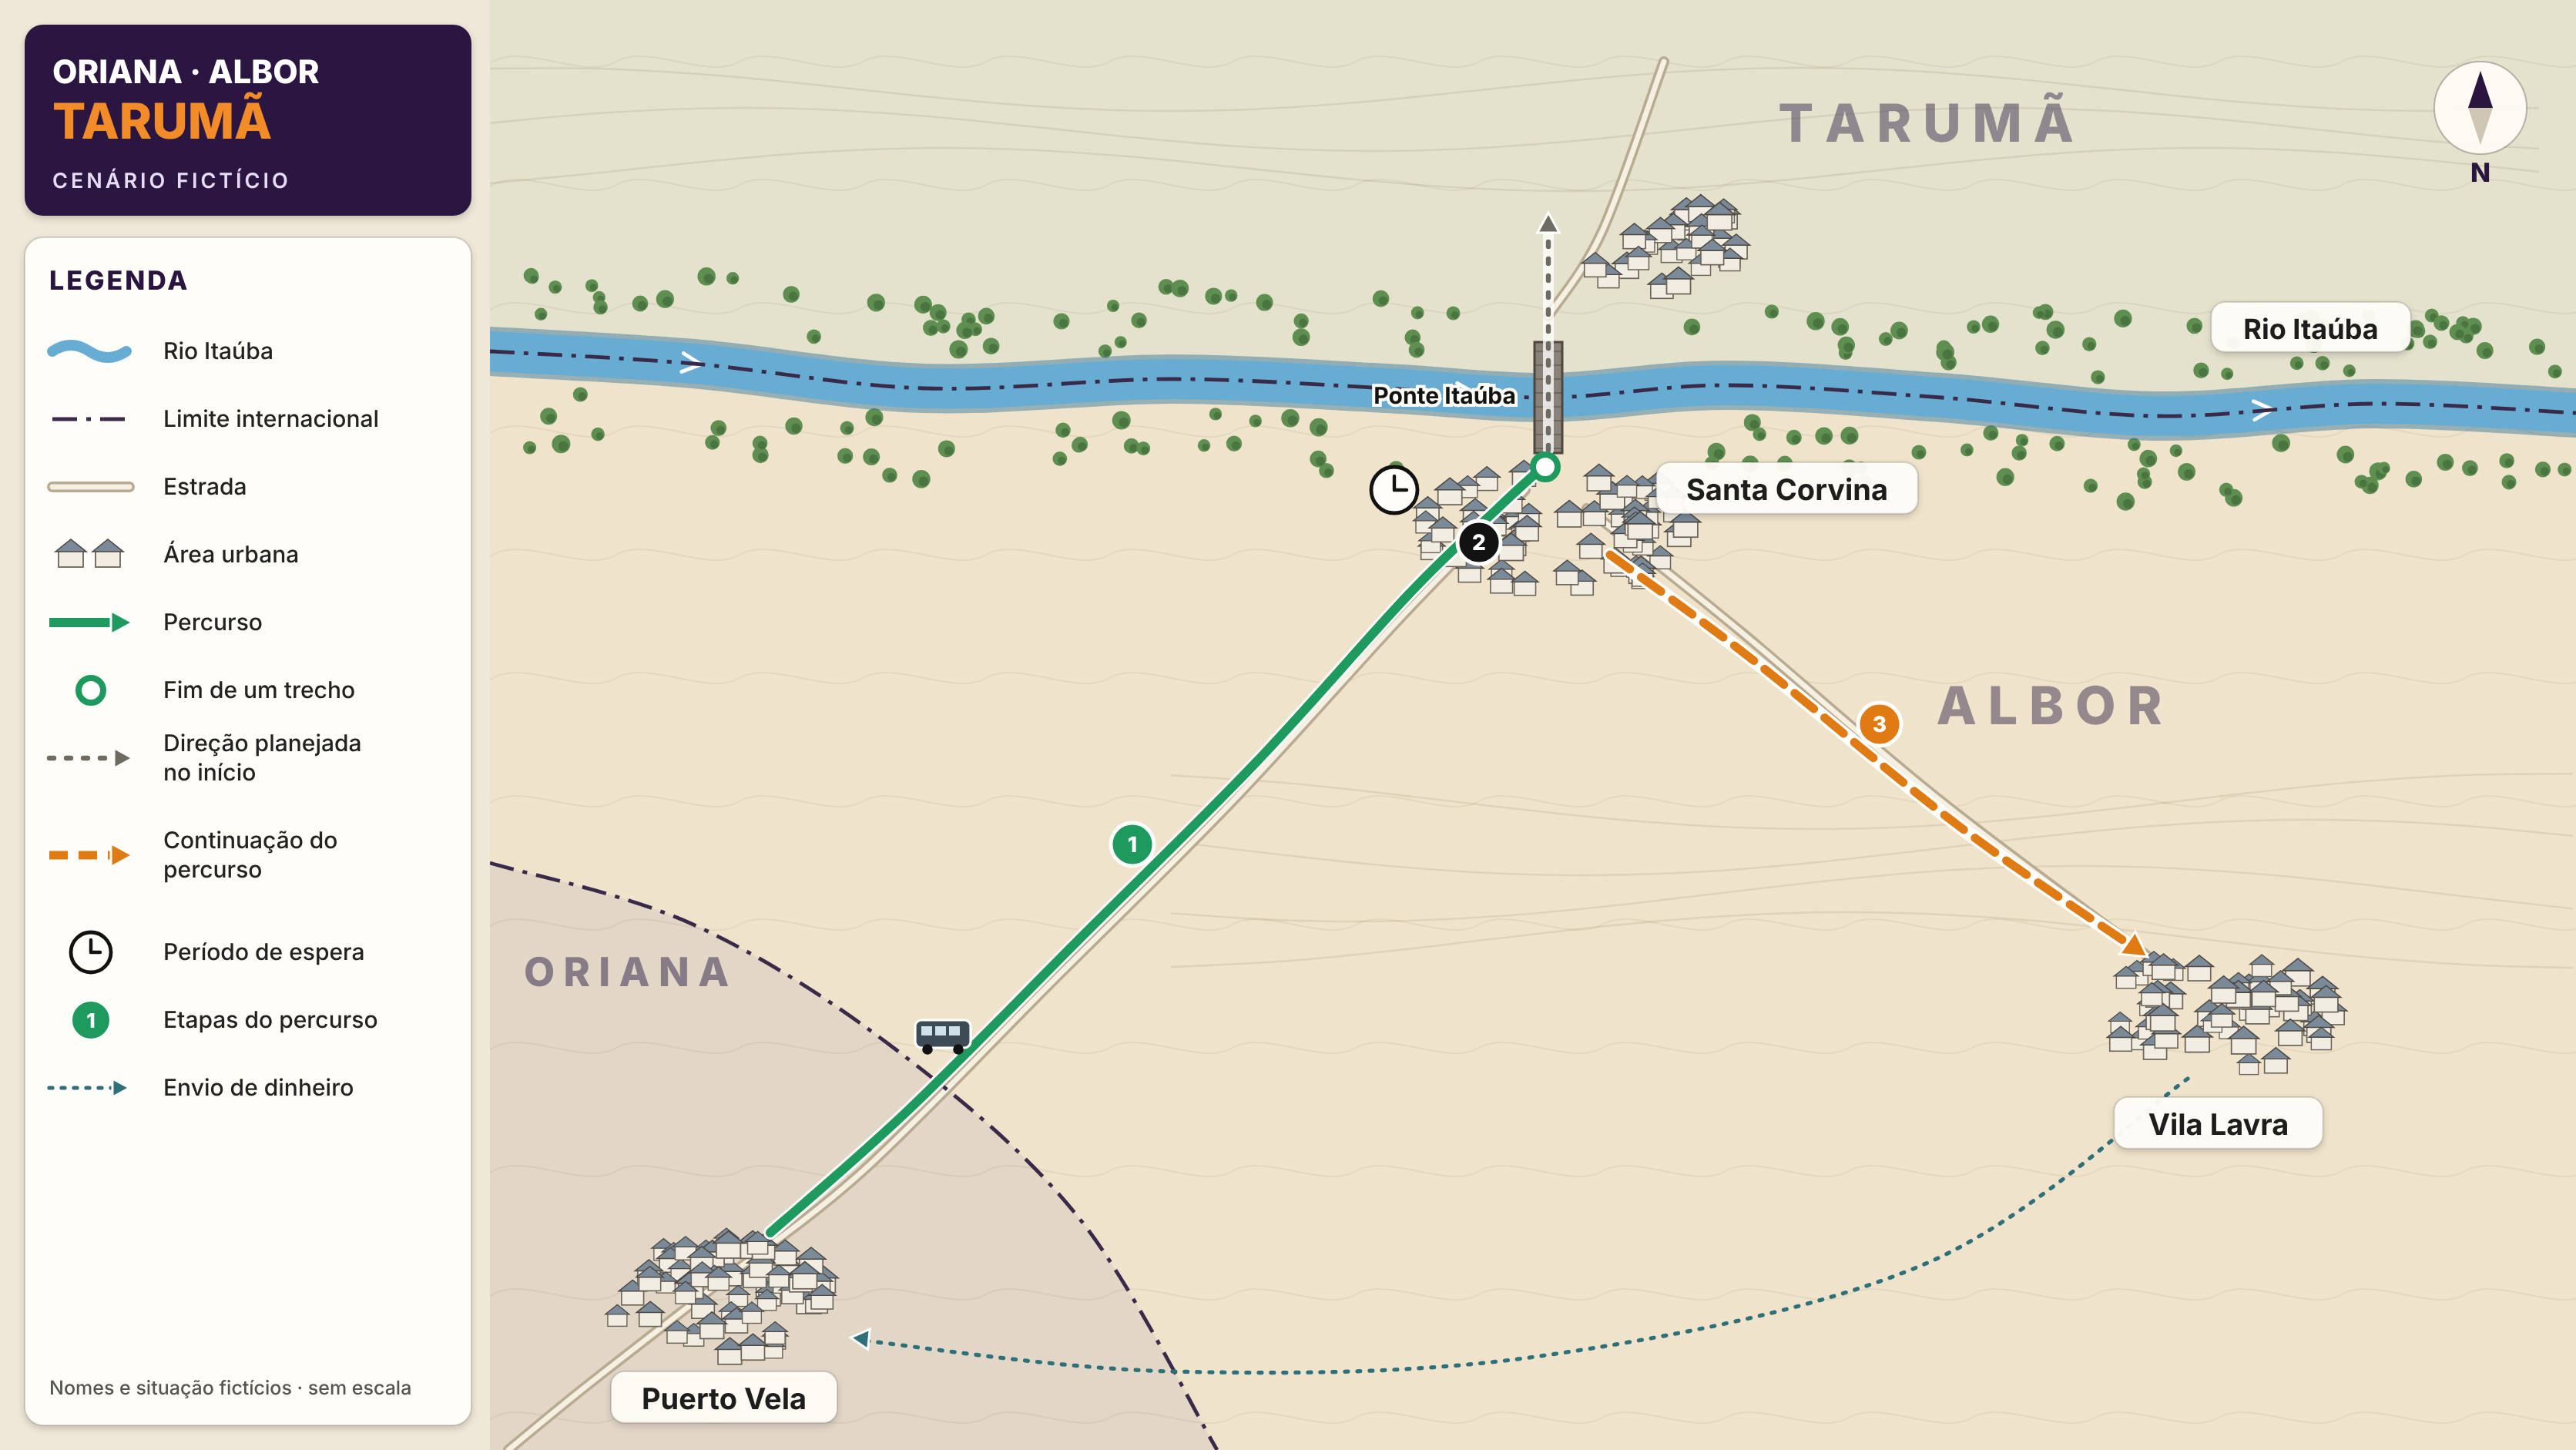 ORIANA · ALBOR
TARUMÃ
CENÁRIO FICTÍCIO
LEGENDA
Rio Itaúba
Limite internacional
Estrada
Área urbana
Percurso
Fim de um trecho
Direção planejada
no início
Continuação do
percurso
Período de espera
1
Etapas do percurso
Envio de dinheiro
Nomes e situação fictícios · sem escala
TARUMÃ
N
Rio Itaúba
Ponte Itaúba
Santa Corvina
2
ALBOR
3
1
ORIANA
Vila Lavra
Puerto Vela